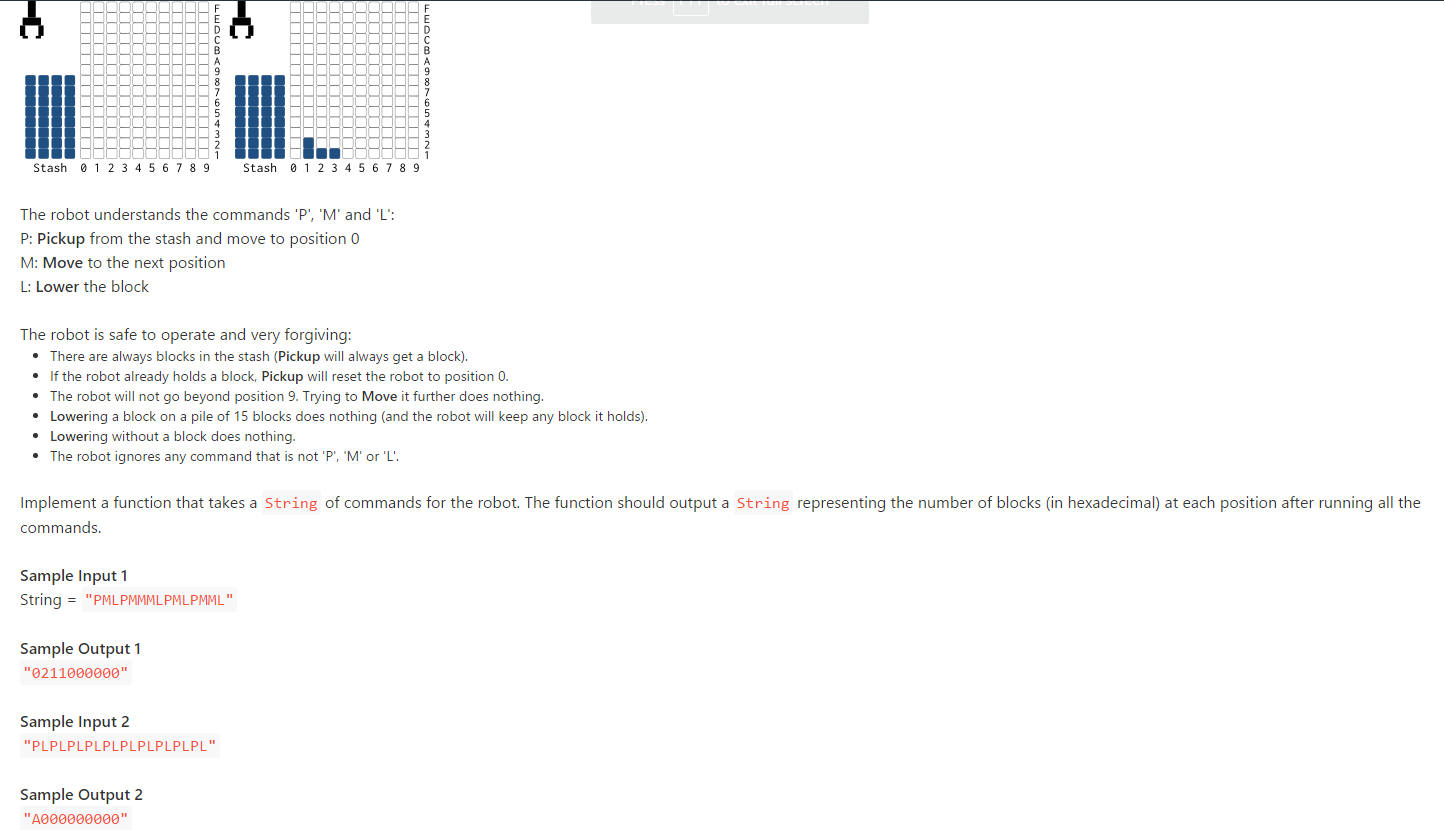 Press to exit full screen
F F
E E
D D
C C
B B
A A
9 9
8 8
7 7
6 6
5 5
4 4
3 3
2 2
1 1
Stash 0 1 2 3 4 5 6 7 8 9 Stash 0 1 2 3 4 5 6 7 8 9
The robot understands the commands 'P', 'M' and 'L':
P: Pickup from the stash and move to position 0
M: Move to the next position
L: Lower the block
The robot is safe to operate and very forgiving:
• There are always blocks in the stash (Pickup will always get a block).
• If the robot already holds a block, Pickup will reset the robot to position 0.
• The robot will not go beyond position 9. Trying to Move it further does nothing.
• Lowering a block on a pile of 15 blocks does nothing (and the robot will keep any block it holds).
• Lowering without a block does nothing.
• The robot ignores any command that is not 'P', 'M' or 'L'.
Implement a function that takes a String of commands for the robot. The function should output a String representing the number of blocks (in hexadecimal) at each position after running all the
commands.
Sample Input 1
String = "PMLPMMMLPMLPMML"
Sample Output 1
"0211000000"
Sample Input 2
"PLPLPLPLPLPLPLPLPLPL"
Sample Output 2
"A000000000"